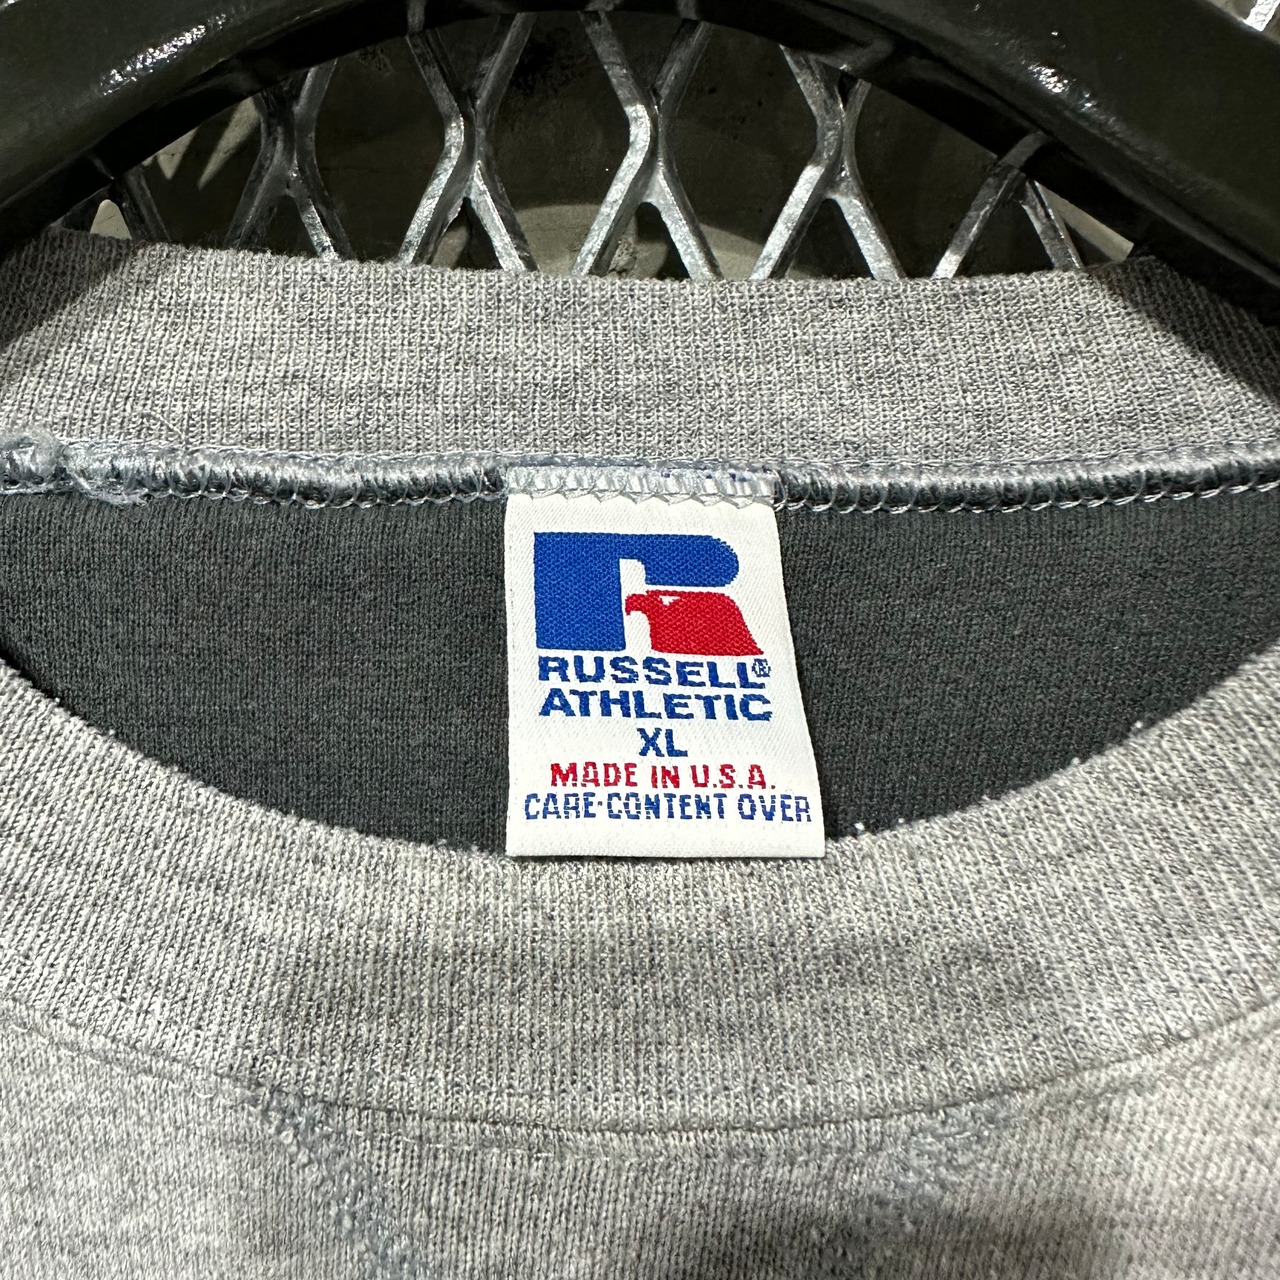 RUSSELL®
ATHLETIC
XL
MADE IN U.S.A.
CARE·CONTENT OVER